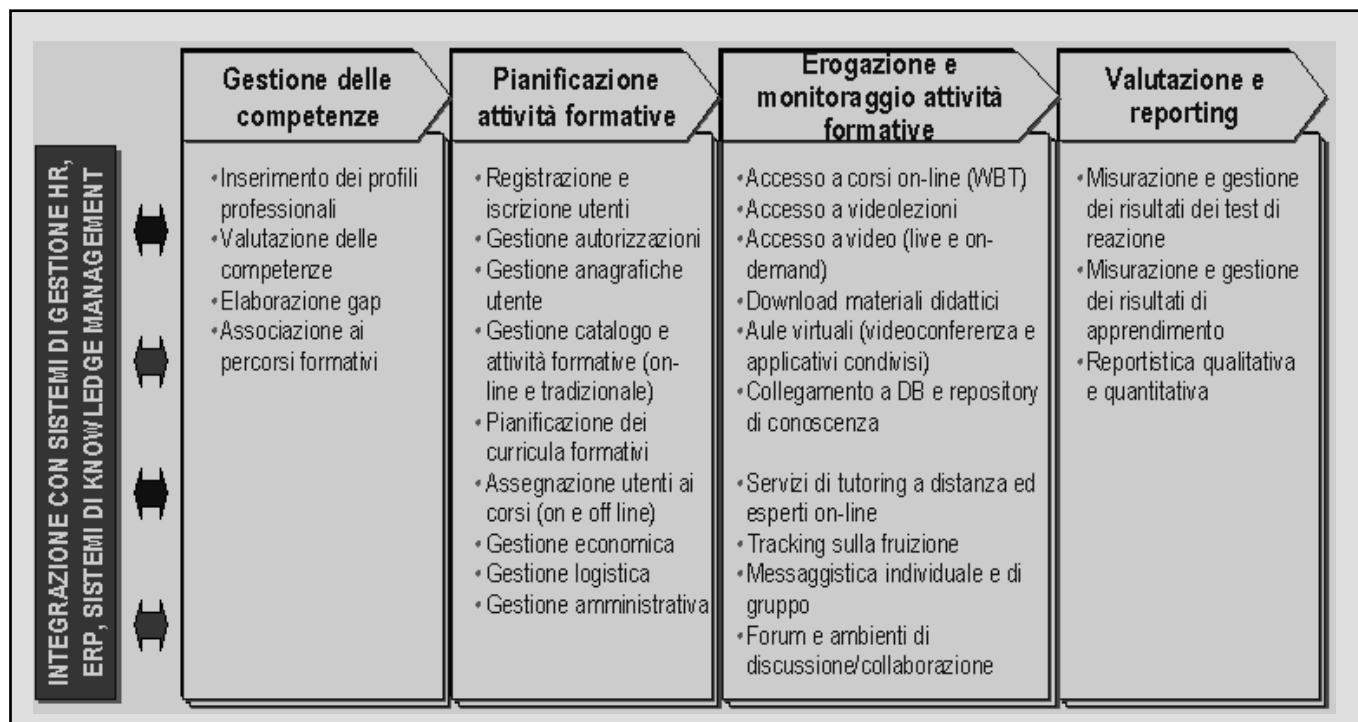 INTEGRAZIONE CON SISTEMI DI GESTIONE HR,
ERP, SISTEMI DI KNOWLEDGE MANAGEMENT
Gestione delle
competenze
• Inserimento dei profili
professionali
• Valutazione delle
competenze
• Elaborazione gap
• Associazione ai
percorsi formativi
Pianificazione
attività formative
• Registrazione e
iscrizione utenti
• Gestione autorizzazioni
• Gestione anagrafiche
utente
• Gestione catalogo e
attività formative (on-
line e tradizionale)
• Pianificazione dei
curricula formativi
• Assegnazione utenti ai
corsi (on e off line)
• Gestione economica
• Gestione logistica
• Gestione amministrativa
Erogazione e
monitoraggio attività
formative
• Accesso a corsi on-line (WBT)
• Accesso a videolezioni
• Accesso a video (live e on-
demand)
• Download materiali didattici
• Aule virtuali (videoconferenza e
applicativi condivisi)
• Collegamento a DB e repository
di conoscenza
• Servizi di tutoring a distanza ed
esperti on-line
• Tracking sulla fruizione
• Messaggistica individuale e di
gruppo
• Forum e ambienti di
discussione/collaborazione
Valutazione e
reporting
• Misurazione e gestione
dei risultati dei test di
reazione
• Misurazione e gestione
dei risultati di
apprendimento
• Reportistica qualitativa
e quantitativa